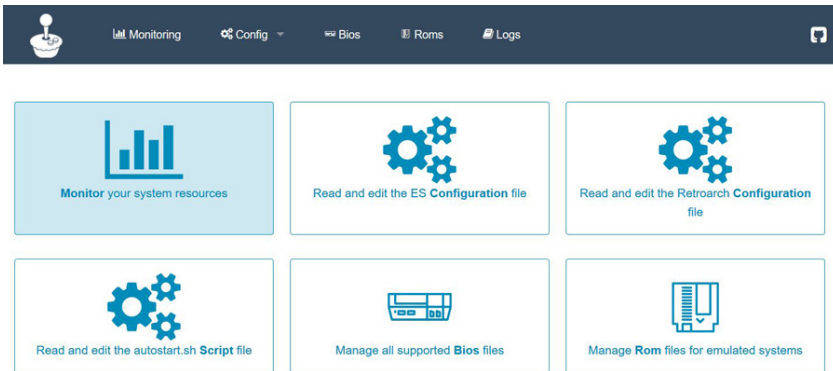 Monitoring Config Bios Roms Logs
Monitor your system resources
Read and edit the ES Configuration file
Read and edit the Retroarch Configuration
file
Read and edit the autostart.sh Script file
Manage all supported Bios files
Manage Rom files for emulated systems